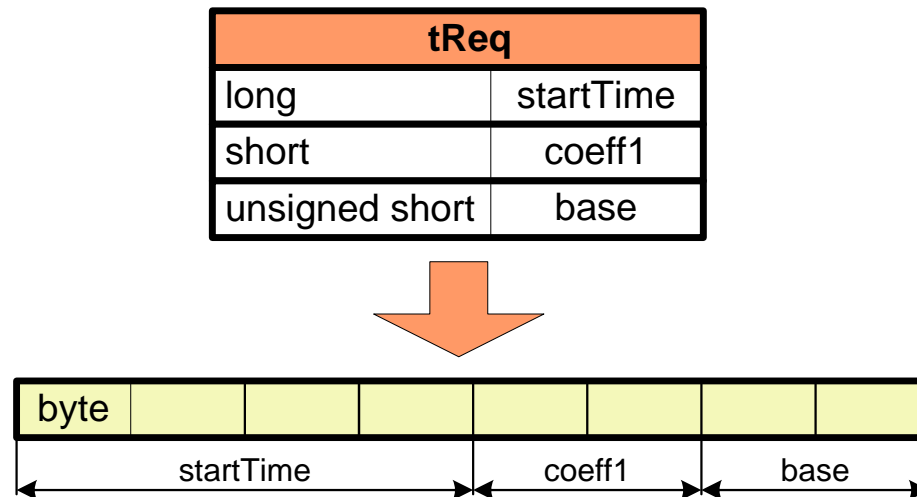 tReq
long startTime
short coeff1
unsigned short base
byte
startTime coeff1 base